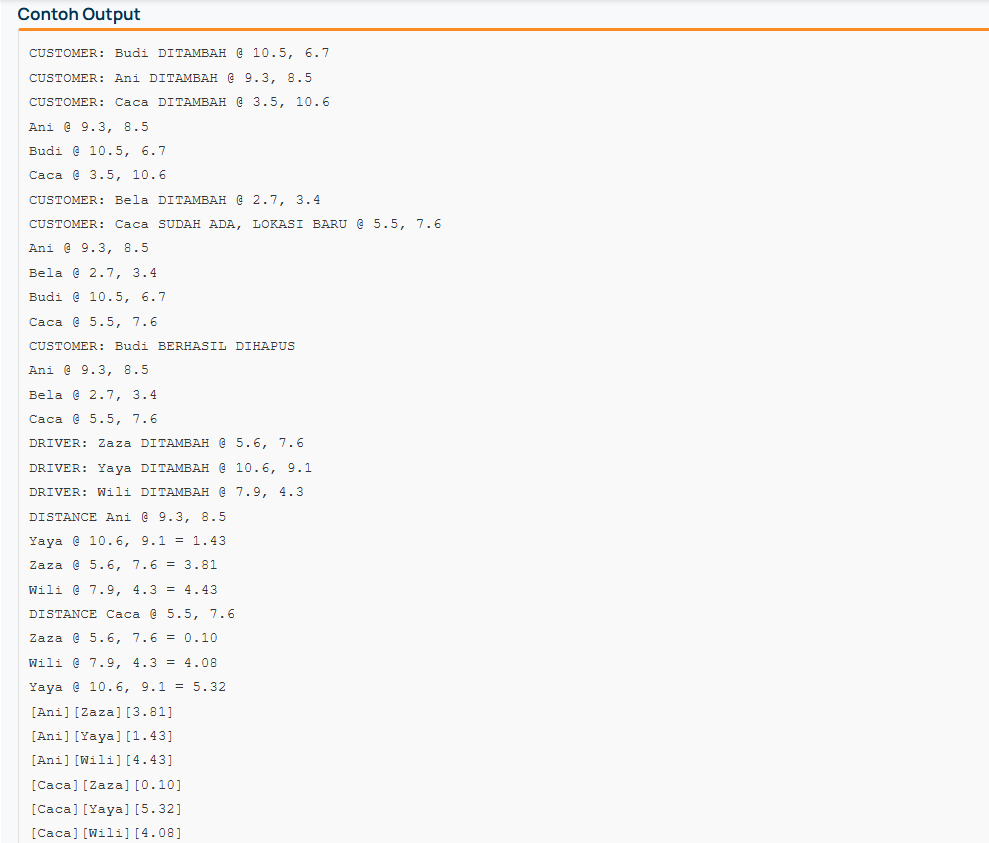 Contoh Output
CUSTOMER: Budi DITAMBAH @ 10.5, 6.7
CUSTOMER: Ani DITAMBAH @ 9.3, 8.5
CUSTOMER: Caca DITAMBAH @ 3.5, 10.6
Ani @ 9.3, 8.5
Budi @ 10.5, 6.7
Caca @ 3.5, 10.6
CUSTOMER: Bela DITAMBAH @ 2.7, 3.4
CUSTOMER: Caca SUDAH ADA, LOKASI BARU @ 5.5, 7.6
Ani @ 9.3, 8.5
Bela @ 2.7, 3.4
Budi @ 10.5, 6.7
Caca @ 5.5, 7.6
CUSTOMER: Budi BERHASIL DIHAPUS
Ani @ 9.3, 8.5
Bela @ 2.7, 3.4
Caca @ 5.5, 7.6
DRIVER: Zaza DITAMBAH @ 5.6, 7.6
DRIVER: Yaya DITAMBAH @ 10.6, 9.1
DRIVER: Wili DITAMBAH @ 7.9, 4.3
DISTANCE Ani @ 9.3, 8.5
Yaya @ 10.6, 9.1 = 1.43
Zaza @ 5.6, 7.6 = 3.81
Wili @ 7.9, 4.3 = 4.43
DISTANCE Caca @ 5.5, 7.6
Zaza @ 5.6, 7.6 = 0.10
Wili @ 7.9, 4.3 = 4.08
Yaya @ 10.6, 9.1 = 5.32
[Ani][Zaza][3.81]
[Ani][Yaya][1.43]
[Ani][Wili][4.43]
[Caca][Zaza][0.10]
[Caca][Yaya][5.32]
[Caca][Wili][4.08]